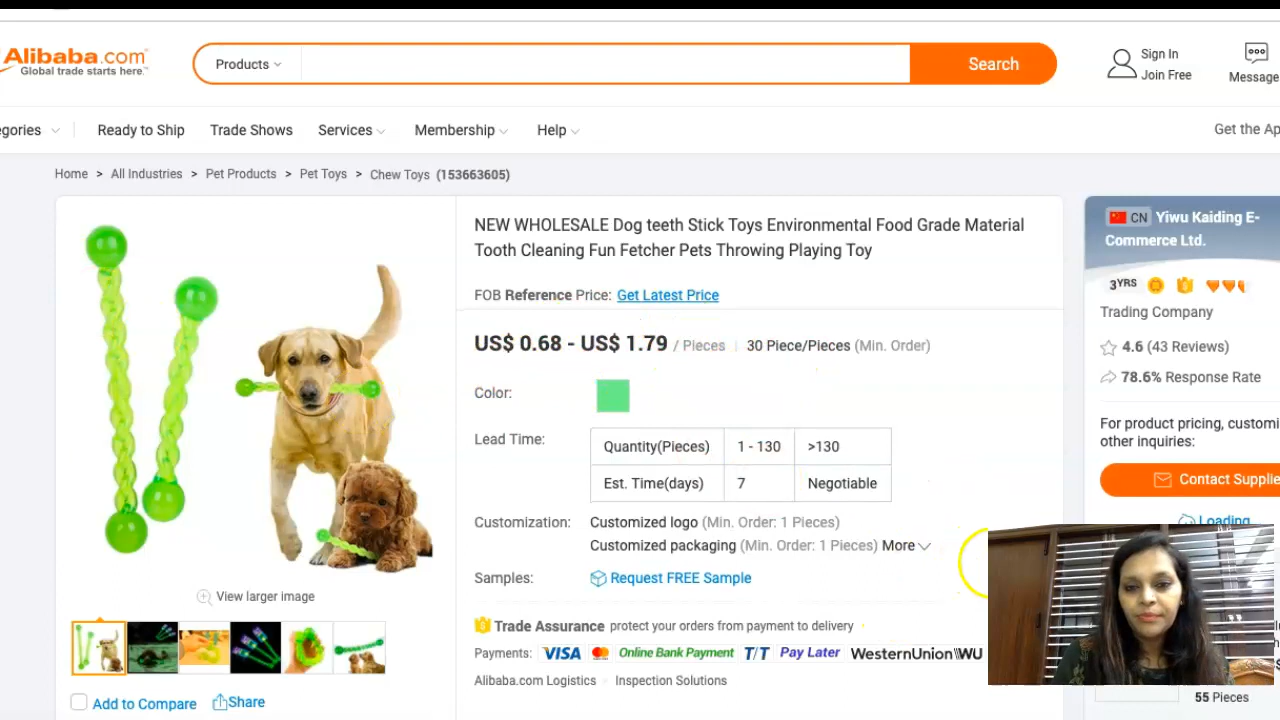 Alibaba.com
Global trade starts here.™
Products
Search
Sign In
Join Free
Message
gories
Ready to Ship
Trade Shows
Services
Membership
Help
Get the Ap
Home > All Industries > Pet Products > Pet Toys > Chew Toys (153663605)
NEW WHOLESALE Dog teeth Stick Toys Environmental Food Grade Material
Tooth Cleaning Fun Fetcher Pets Throwing Playing Toy
FOB Reference Price: Get Latest Price
US$ 0.68 - US$ 1.79 / Pieces | 30 Piece/Pieces (Min. Order)
Color:
Lead Time:
Quantity(Pieces) 1 - 130 >130
Est. Time(days) 7 Negotiable
Customization: Customized logo (Min. Order: 1 Pieces)
Customized packaging (Min. Order: 1 Pieces) More
Samples: Request FREE Sample
Trade Assurance protect your orders from payment to delivery
Payments: VISA Online Bank Payment T/T Pay Later WesternUnion WU
Alibaba.com Logistics Inspection Solutions
View larger image
Add to Compare Share
CN Yiwu Kaiding E-
Commerce Ltd.
3YRS
Trading Company
4.6 (43 Reviews)
78.6% Response Rate
For product pricing, customi
other inquiries:
Contact Supplie
Loading
55 Pieces